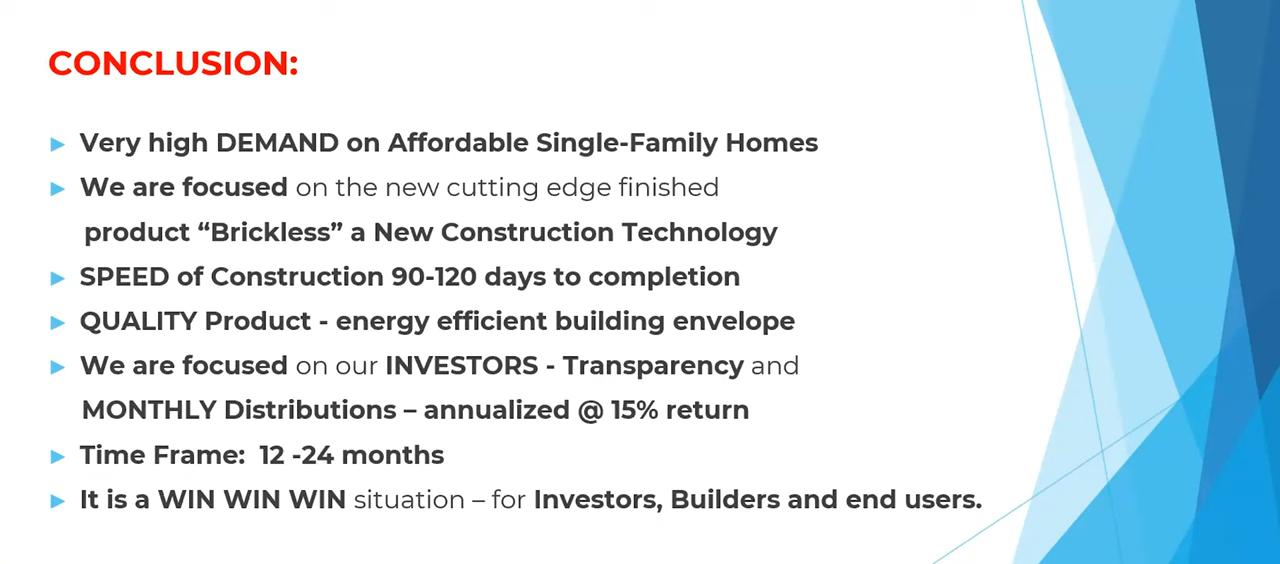 CONCLUSION:
Very high DEMAND on Affordable Single-Family Homes
We are focused on the new cutting edge finished
product “Brickless” a New Construction Technology
SPEED of Construction 90-120 days to completion
QUALITY Product - energy efficient building envelope
We are focused on our INVESTORS - Transparency and
MONTHLY Distributions – annualized @ 15% return
Time Frame:  12 -24 months
It is a WIN WIN WIN situation – for Investors, Builders and end users.